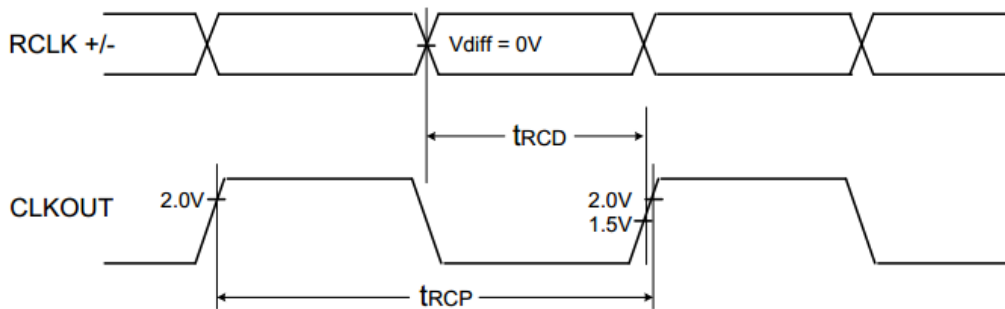 RCLK +/-
Vdiff = 0V
tRCD
CLKOUT
2.0V
2.0V
1.5V
tRCP